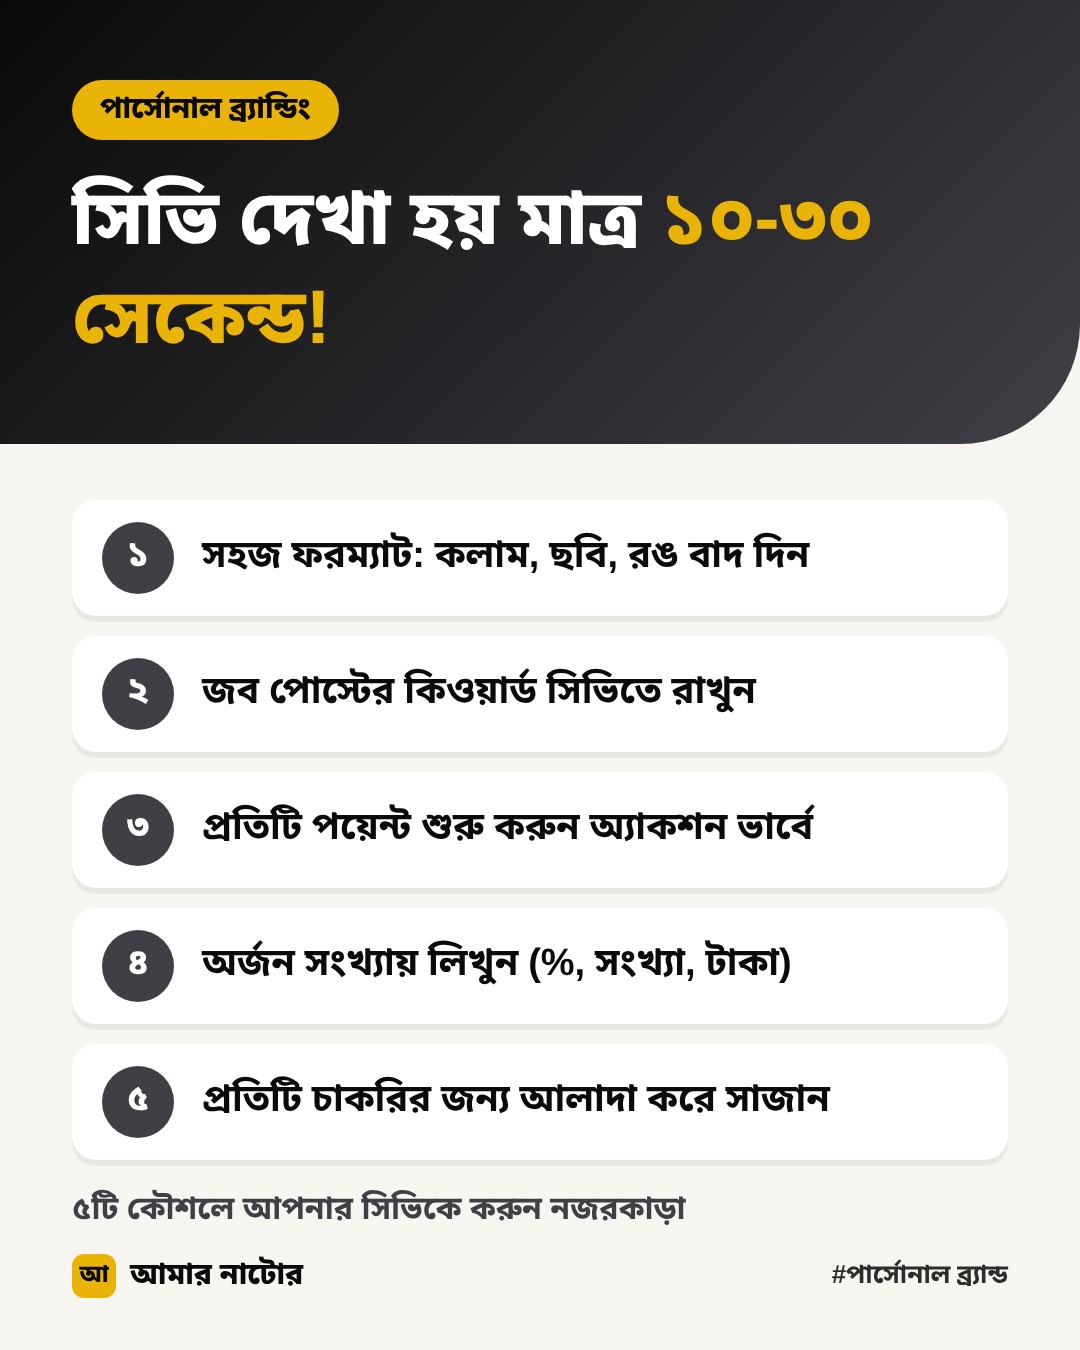 পার্সোনাল ব্র্যান্ডিং
সিভি দেখা হয় মাত্র ১০-৩০
সেকেন্ড!
১ সহজ ফরম্যাট: কলাম, ছবি, রঙ বাদ দিন
২ জব পোস্টের কিওয়ার্ড সিভিতে রাখুন
৩ প্রতিটি পয়েন্ট শুরু করুন অ্যাকশন ভার্বে
৪ অর্জন সংখ্যায় লিখুন (%, সংখ্যা, টাকা)
৫ প্রতিটি চাকরির জন্য আলাদা করে সাজান
৫টি কৌশলে আপনার সিভিকে করুন নজরকাড়া
আ আমার নাটোর
#পার্সোনাল ব্র্যান্ড